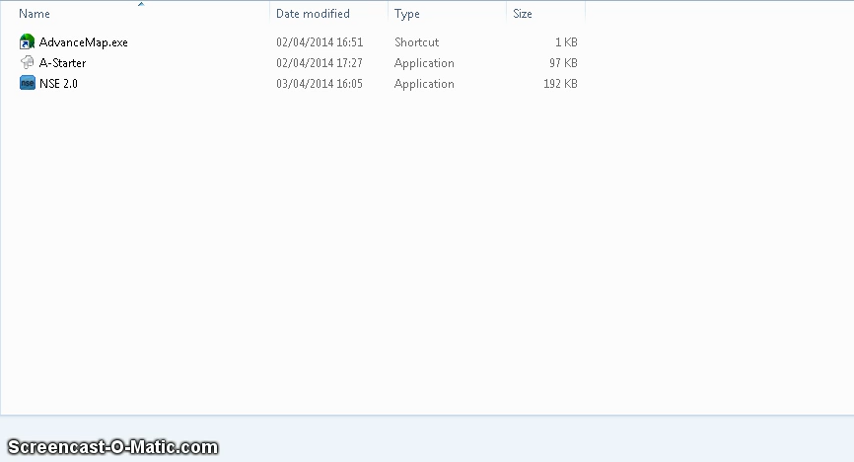 Name Date modified Type Size
AdvanceMap.exe 02/04/2014 16:51 Shortcut 1 KB
A-Starter 02/04/2014 17:27 Application 97 KB
nse NSE 2.0 03/04/2014 16:05 Application 192 KB
Screencast-O-Matic.com